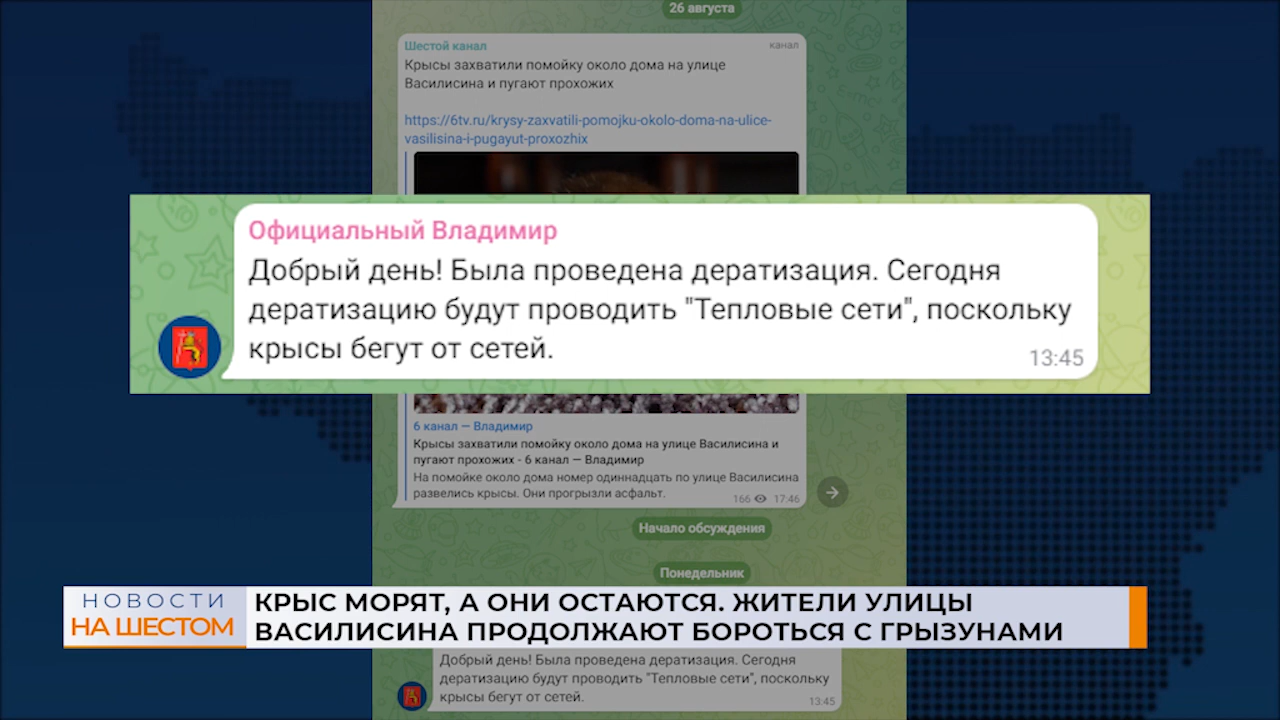 26 августа
Шестой канал
канал
Крысы захватили помойку около дома на улице
Василисина и пугают прохожих
https://6tv.ru/krysy-zaxvatili-pomojku-okolo-doma-na-ulice-
vasilisina-i-pugayut-proxozhix
Официальный Владимир
Добрый день! Была проведена дератизация. Сегодня
дератизацию будут проводить "Тепловые сети", поскольку
крысы бегут от сетей.
13:45
6 канал — Владимир
Крысы захватили помойку около дома на улице Василисина и
пугают прохожих - 6 канал — Владимир
На помойке около дома номер одиннадцать по улице Василисина
развелись крысы. Они прогрызли асфальт.
166 17:46
Начало обсуждения
Понедельник
НОВОСТИ
НА ШЕСТОМ
КРЫС МОРЯТ, А ОНИ ОСТАЮТСЯ. ЖИТЕЛИ УЛИЦЫ
ВАСИЛИСИНА ПРОДОЛЖАЮТ БОРОТЬСЯ С ГРЫЗУНАМИ
Добрый день! Была проведена дератизация. Сегодня
дератизацию будут проводить "Тепловые сети", поскольку
крысы бегут от сетей.
13:45